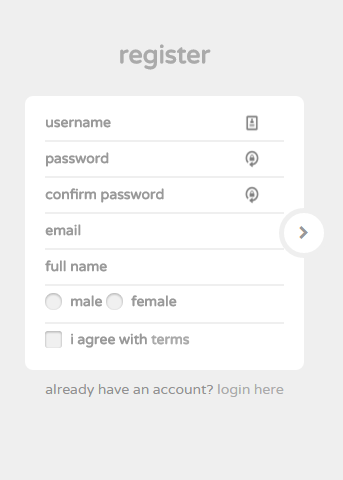 register
username
password
confirm password
email
full name
male female
i agree with terms
already have an account? login here